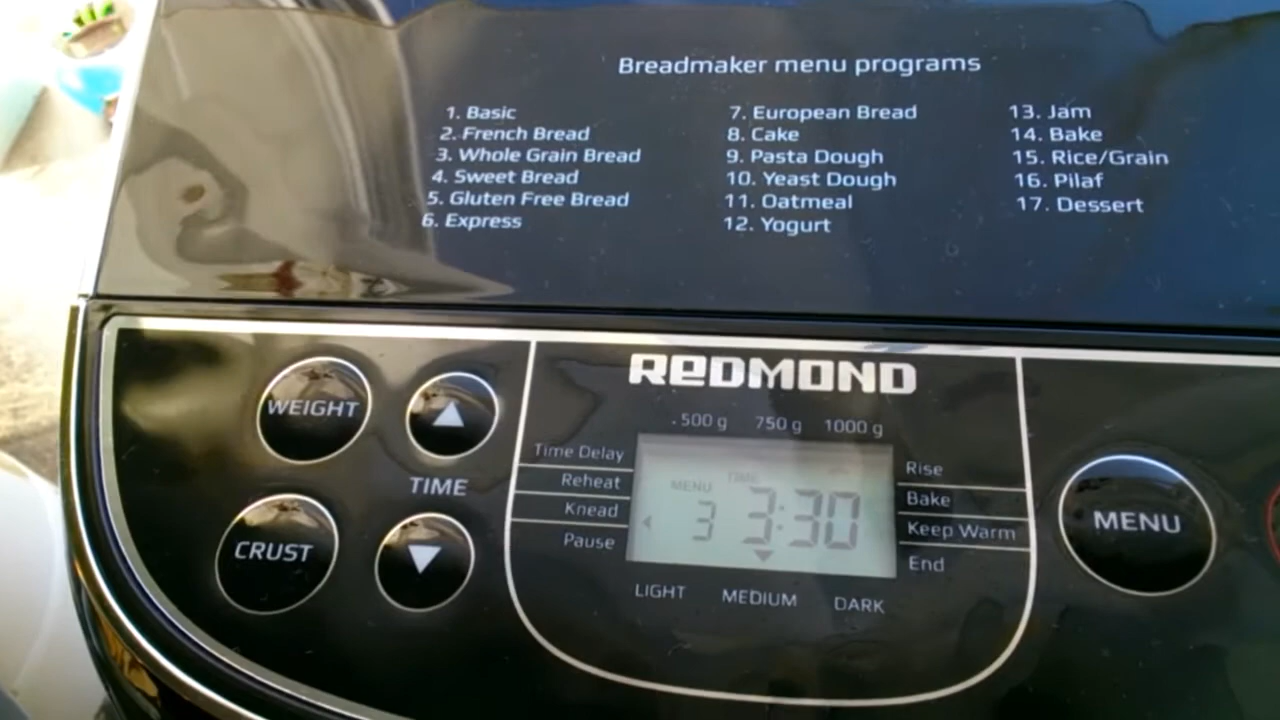 Breadmaker menu programs
1. Basic
2. French Bread
3. Whole Grain Bread
4. Sweet Bread
5. Gluten Free Bread
6. Express
7. European Bread
8. Cake
9. Pasta Dough
10. Yeast Dough
11. Oatmeal
12. Yogurt
13. Jam
14. Bake
15. Rice/Grain
16. Pilaf
17. Dessert
WEIGHT
TIME
CRUST
REDMOND
500 g 750 g 1000 g
Time Delay
Reheat
Knead
Pause
MENU TIME
3 3:30
Rise
Bake
Keep Warm
End
LIGHT MEDIUM DARK
MENU